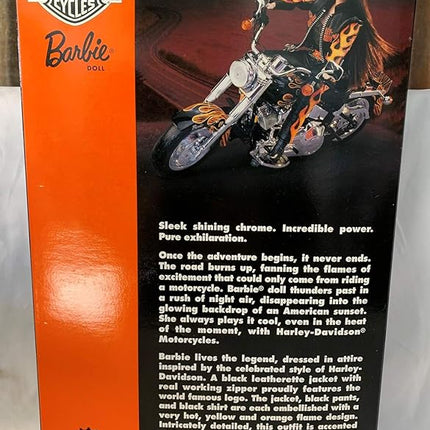 CYCLES
Barbie®
DOLL
Sleek shining chrome. Incredible power.
Pure exhilaration.
Once the adventure begins, it never ends.
The road burns up, fanning the flames of
excitement that could only come from riding
a motorcycle. Barbie® doll thunders past in
a rush of night air, disappearing into the
glowing backdrop of an American sunset.
She always plays it cool, even in the heat
of the moment, with Harley-Davidson®
Motorcycles.
Barbie lives the legend, dressed in attire
inspired by the celebrated style of Harley-
Davidson. A black leatherette jacket with
real working zipper proudly features the
world famous logo. The jacket, black pants,
and black shirt are each embellished with a
very hot, yellow and orange flame design.
Intricately detailed, this outfit is accented